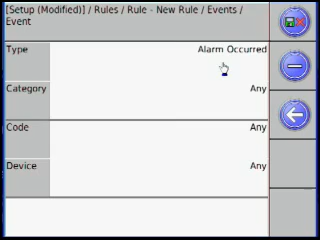 [Setup (Modified)] / Rules / Rule - New Rule / Events /
Event
Type
Alarm Occurred
Category
Any
Code
Any
Device
Any